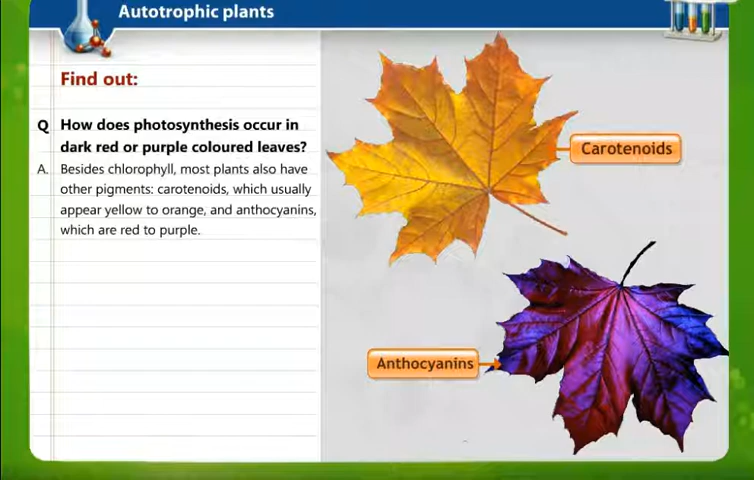 Autotrophic plants
Find out:
Q How does photosynthesis occur in
dark red or purple coloured leaves?
A. Besides chlorophyll, most plants also have
other pigments: carotenoids, which usually
appear yellow to orange, and anthocyanins,
which are red to purple.
Carotenoids
Anthocyanins